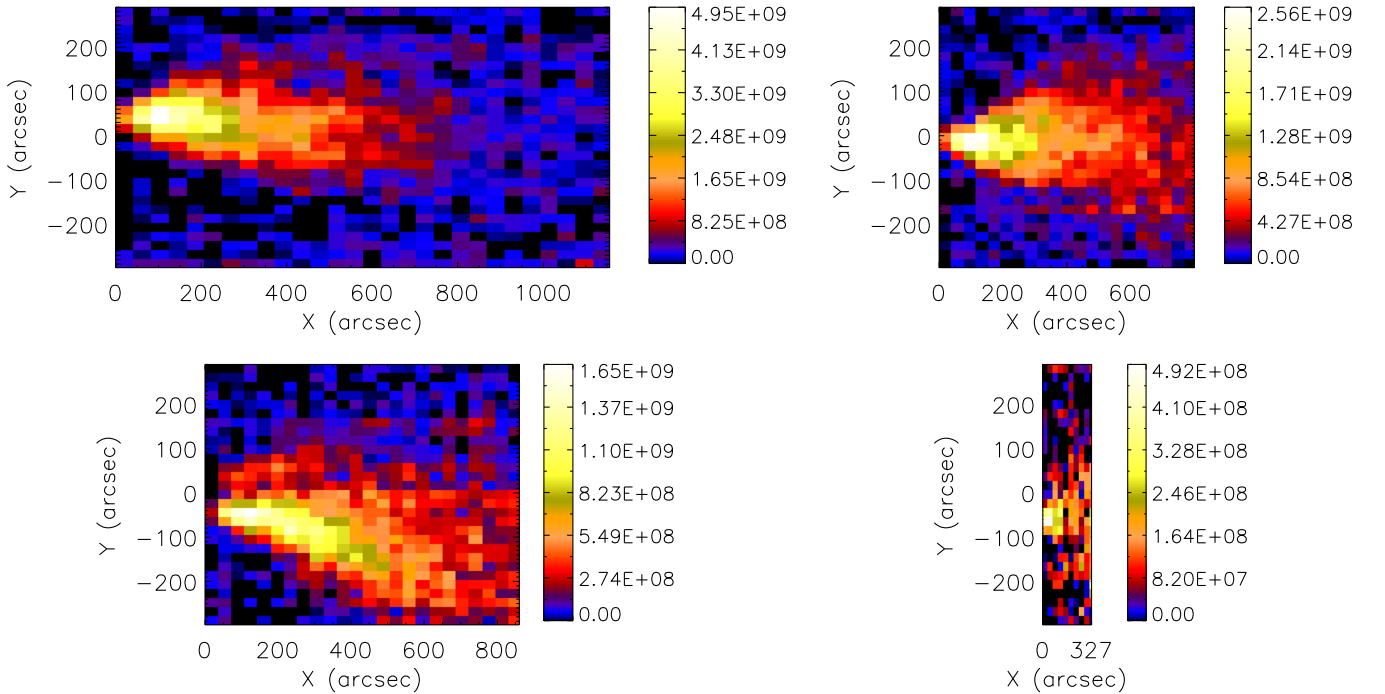 4.95E+09
4.13E+09
3.30E+09
2.48E+09
1.65E+09
8.25E+08
0.00
200
100
0
−100
−200
Y (arcsec)
0 200 400 600 800 1000
X (arcsec)
2.56E+09
2.14E+09
1.71E+09
1.28E+09
8.54E+08
4.27E+08
0.00
200
100
0
−100
−200
Y (arcsec)
0 200 400 600
X (arcsec)
1.65E+09
1.37E+09
1.10E+09
8.23E+08
5.49E+08
2.74E+08
0.00
200
100
0
−100
−200
Y (arcsec)
0 200 400 600 800
X (arcsec)
4.92E+08
4.10E+08
3.28E+08
2.46E+08
1.64E+08
8.20E+07
0.00
200
100
0
−100
−200
Y (arcsec)
0 327
X (arcsec)